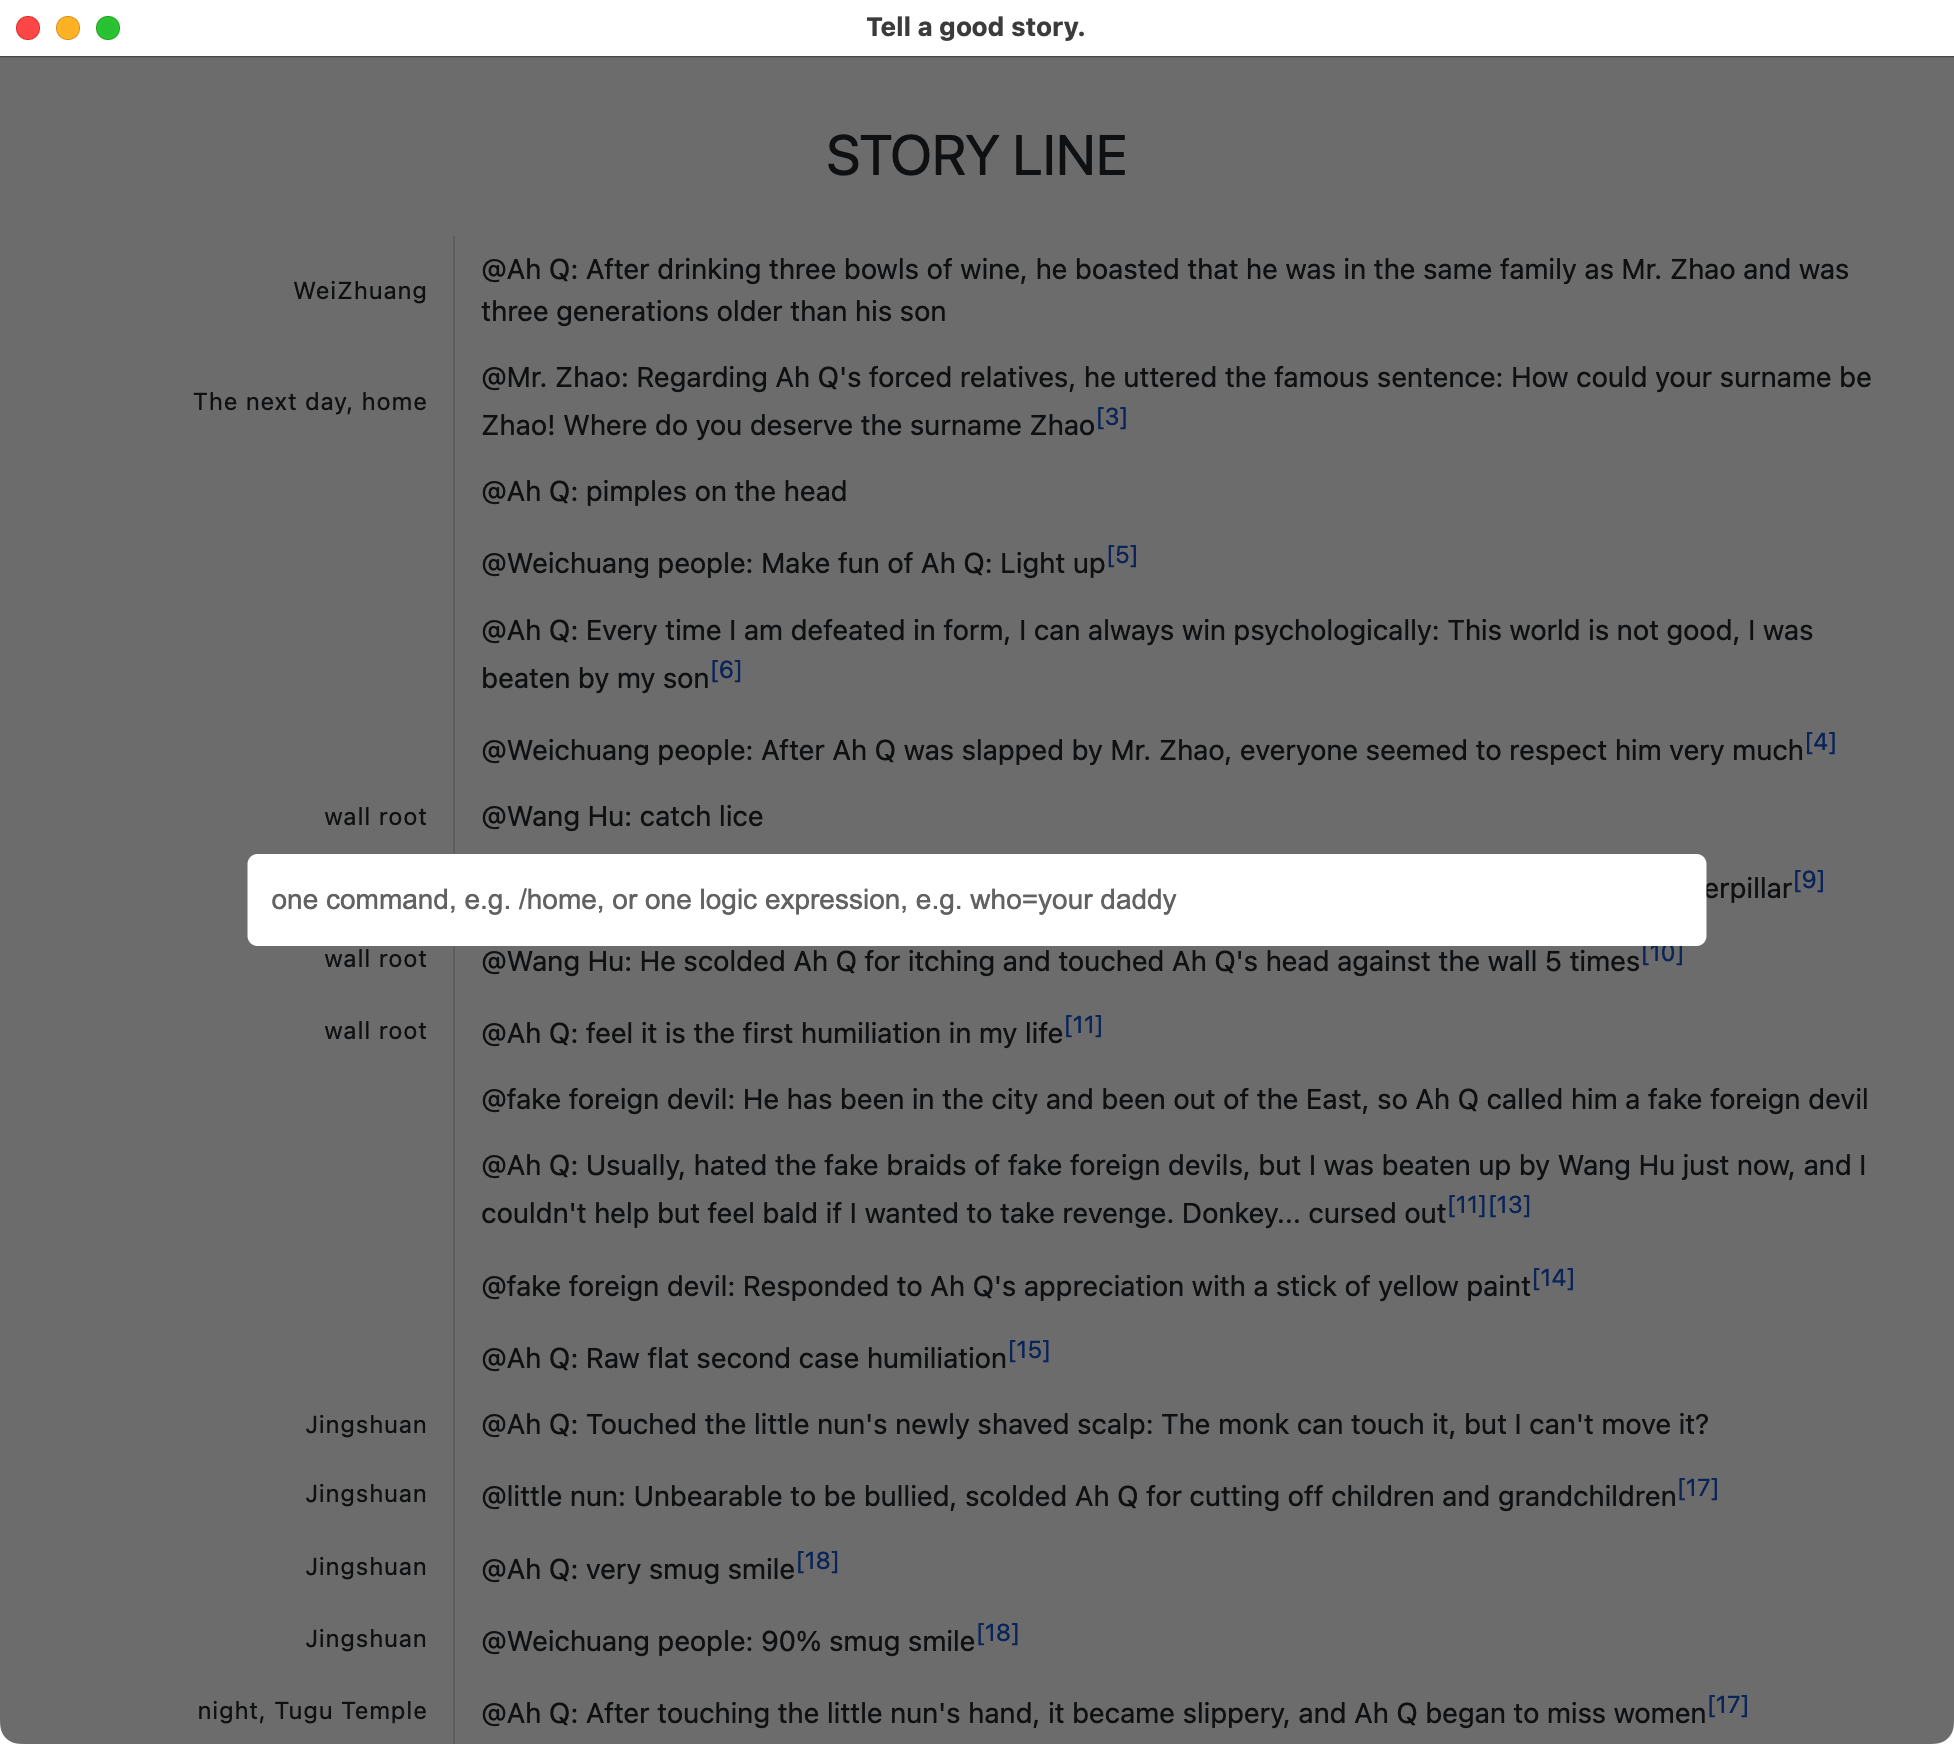 Tell a good story.
STORY LINE
WeiZhuang
@Ah Q: After drinking three bowls of wine, he boasted that he was in the same family as Mr. Zhao and was
three generations older than his son
The next day, home
@Mr. Zhao: Regarding Ah Q's forced relatives, he uttered the famous sentence: How could your surname be
Zhao! Where do you deserve the surname Zhao[3]
@Ah Q: pimples on the head
@Weichuang people: Make fun of Ah Q: Light up[5]
@Ah Q: Every time I am defeated in form, I can always win psychologically: This world is not good, I was
beaten by my son[6]
@Weichuang people: After Ah Q was slapped by Mr. Zhao, everyone seemed to respect him very much[4]
wall root
@Wang Hu: catch lice
erpillar[9]
one command, e.g. /home, or one logic expression, e.g. who=your daddy
wall root
@Wang Hu: He scolded Ah Q for itching and touched Ah Q's head against the wall 5 times[10]
wall root
@Ah Q: feel it is the first humiliation in my life[11]
@fake foreign devil: He has been in the city and been out of the East, so Ah Q called him a fake foreign devil
@Ah Q: Usually, hated the fake braids of fake foreign devils, but I was beaten up by Wang Hu just now, and I
couldn't help but feel bald if I wanted to take revenge. Donkey... cursed out[11][13]
@fake foreign devil: Responded to Ah Q's appreciation with a stick of yellow paint[14]
@Ah Q: Raw flat second case humiliation[15]
Jingshuan
@Ah Q: Touched the little nun's newly shaved scalp: The monk can touch it, but I can't move it?
Jingshuan
@little nun: Unbearable to be bullied, scolded Ah Q for cutting off children and grandchildren[17]
Jingshuan
@Ah Q: very smug smile[18]
Jingshuan
@Weichuang people: 90% smug smile[18]
night, Tugu Temple
@Ah Q: After touching the little nun's hand, it became slippery, and Ah Q began to miss women[17]